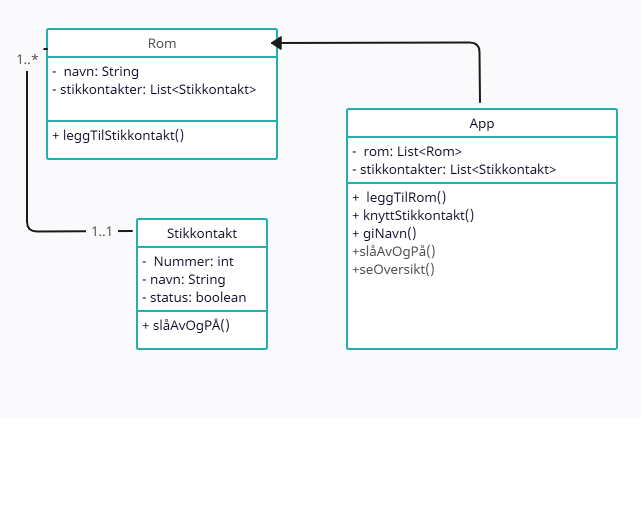 Rom
1..*
- navn: String
- stikkontakter: List<Stikkontakt>
+ leggTilStikkontakt()
App
- rom: List<Rom>
- stikkontakter: List<Stikkontakt>
+ leggTilRom()
+ knyttStikkontakt()
+ giNavn()
+slåAvOgPå()
+seOversikt()
1..1
Stikkontakt
- Nummer: int
- navn: String
- status: boolean
+ slåAvOgPÅ()